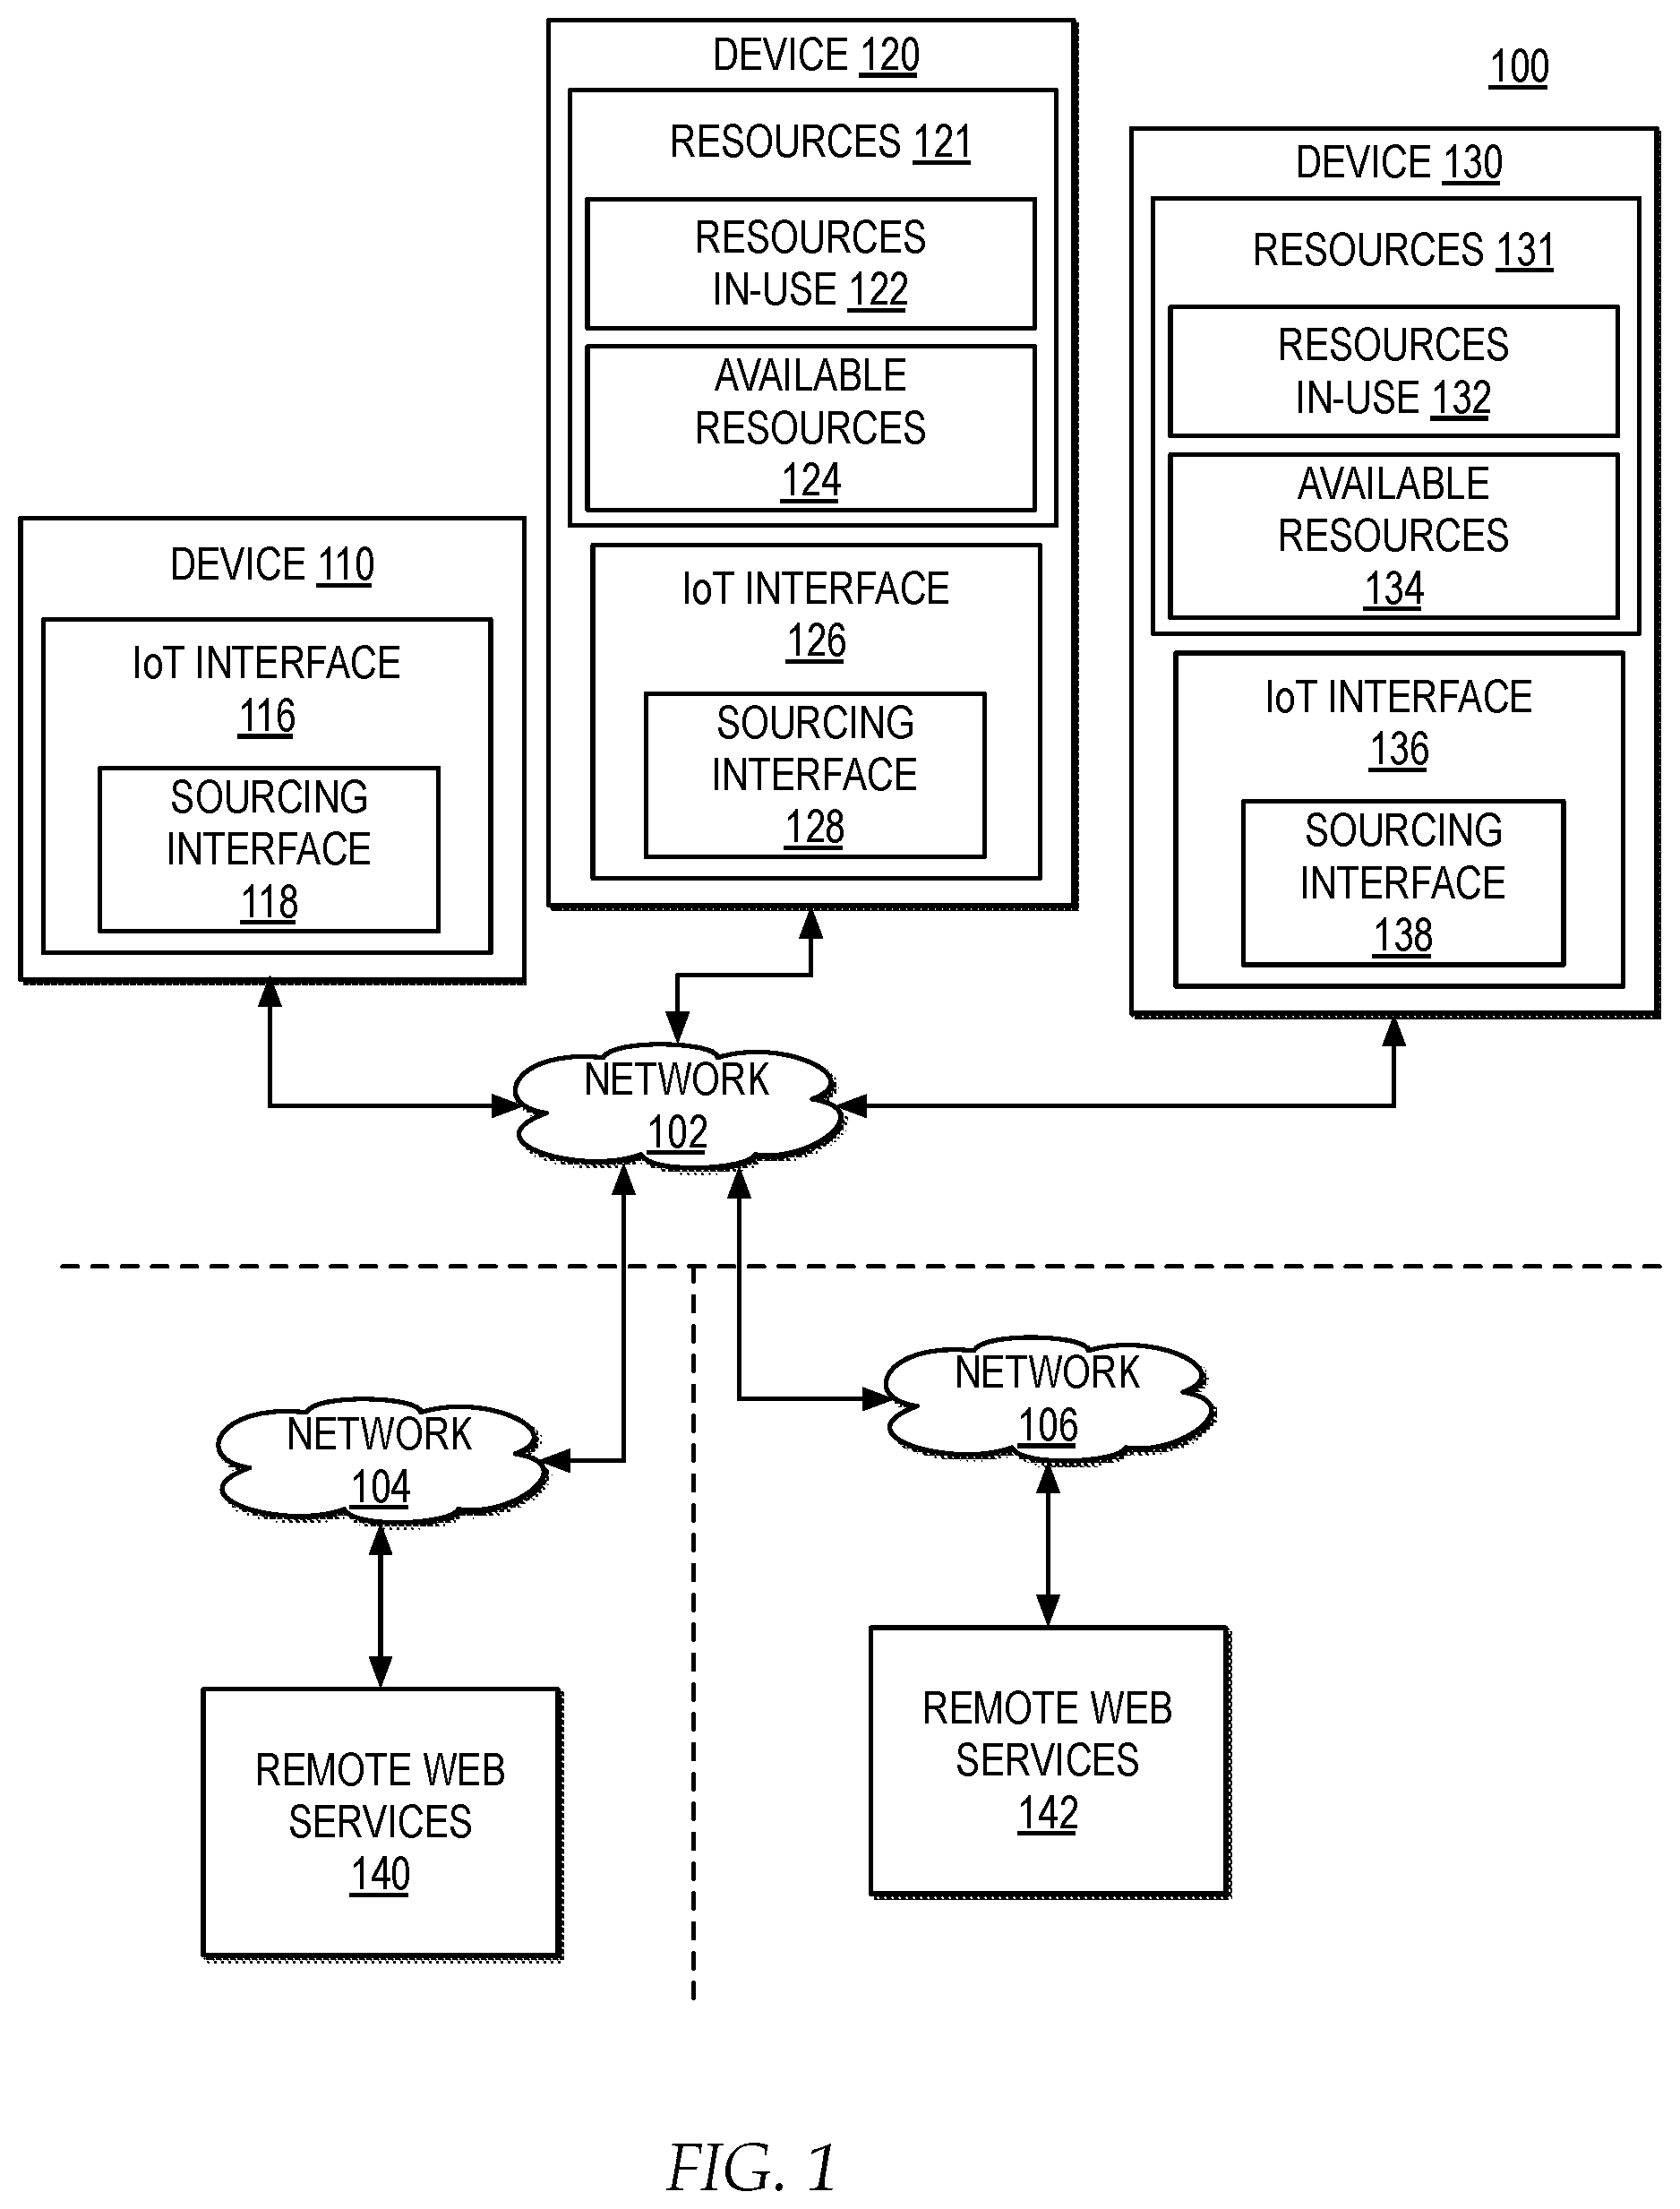 100
DEVICE 120
RESOURCES 121
RESOURCES
IN-USE 122
AVAILABLE
RESOURCES
124
IoT INTERFACE
126
SOURCING
INTERFACE
128
DEVICE 130
RESOURCES 131
RESOURCES
IN-USE 132
AVAILABLE
RESOURCES
134
IoT INTERFACE
136
SOURCING
INTERFACE
138
DEVICE 110
IoT INTERFACE
116
SOURCING
INTERFACE
118
NETWORK
102
NETWORK
104
NETWORK
106
REMOTE WEB
SERVICES
140
REMOTE WEB
SERVICES
142
FIG. 1